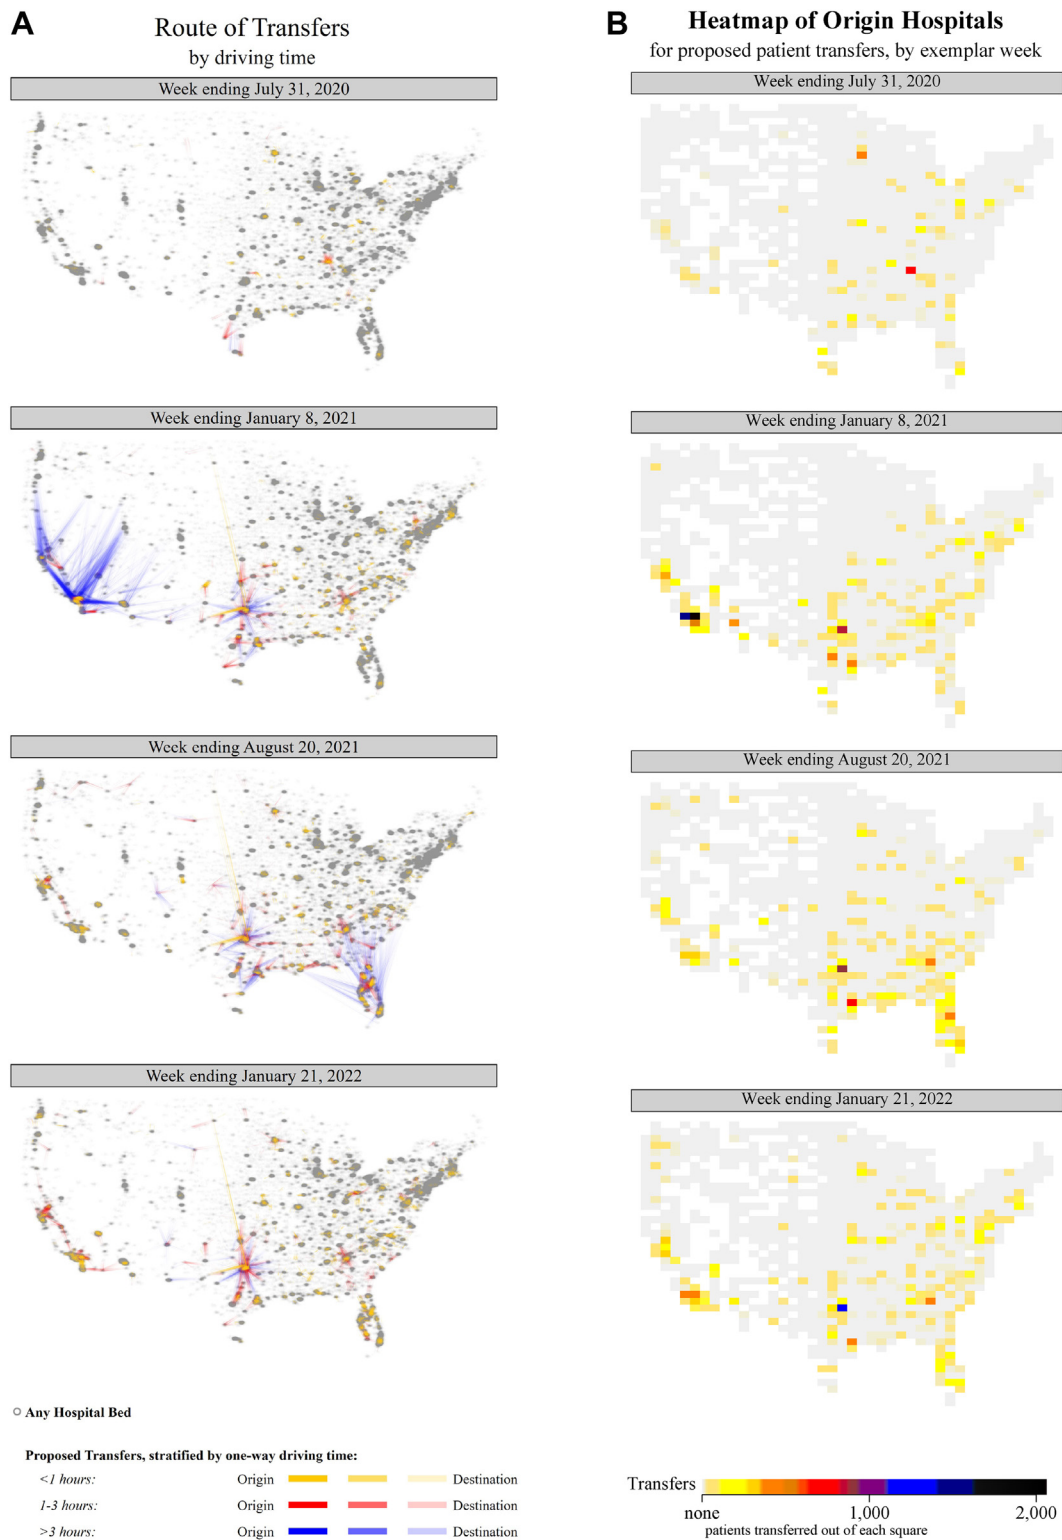 A
Route of Transfers
by driving time
Week ending July 31, 2020
Week ending January 8, 2021
Week ending August 20, 2021
Week ending January 21, 2022
Any Hospital Bed
Proposed Transfers, stratified by one-way driving time:
<1 hours: Origin Destination
1-3 hours: Origin Destination
>3 hours: Origin Destination
B
Heatmap of Origin Hospitals
for proposed patient transfers, by exemplar week
Week ending July 31, 2020
Week ending January 8, 2021
Week ending August 20, 2021
Week ending January 21, 2022
Transfers
none 1,000 2,000
patients transferred out of each square